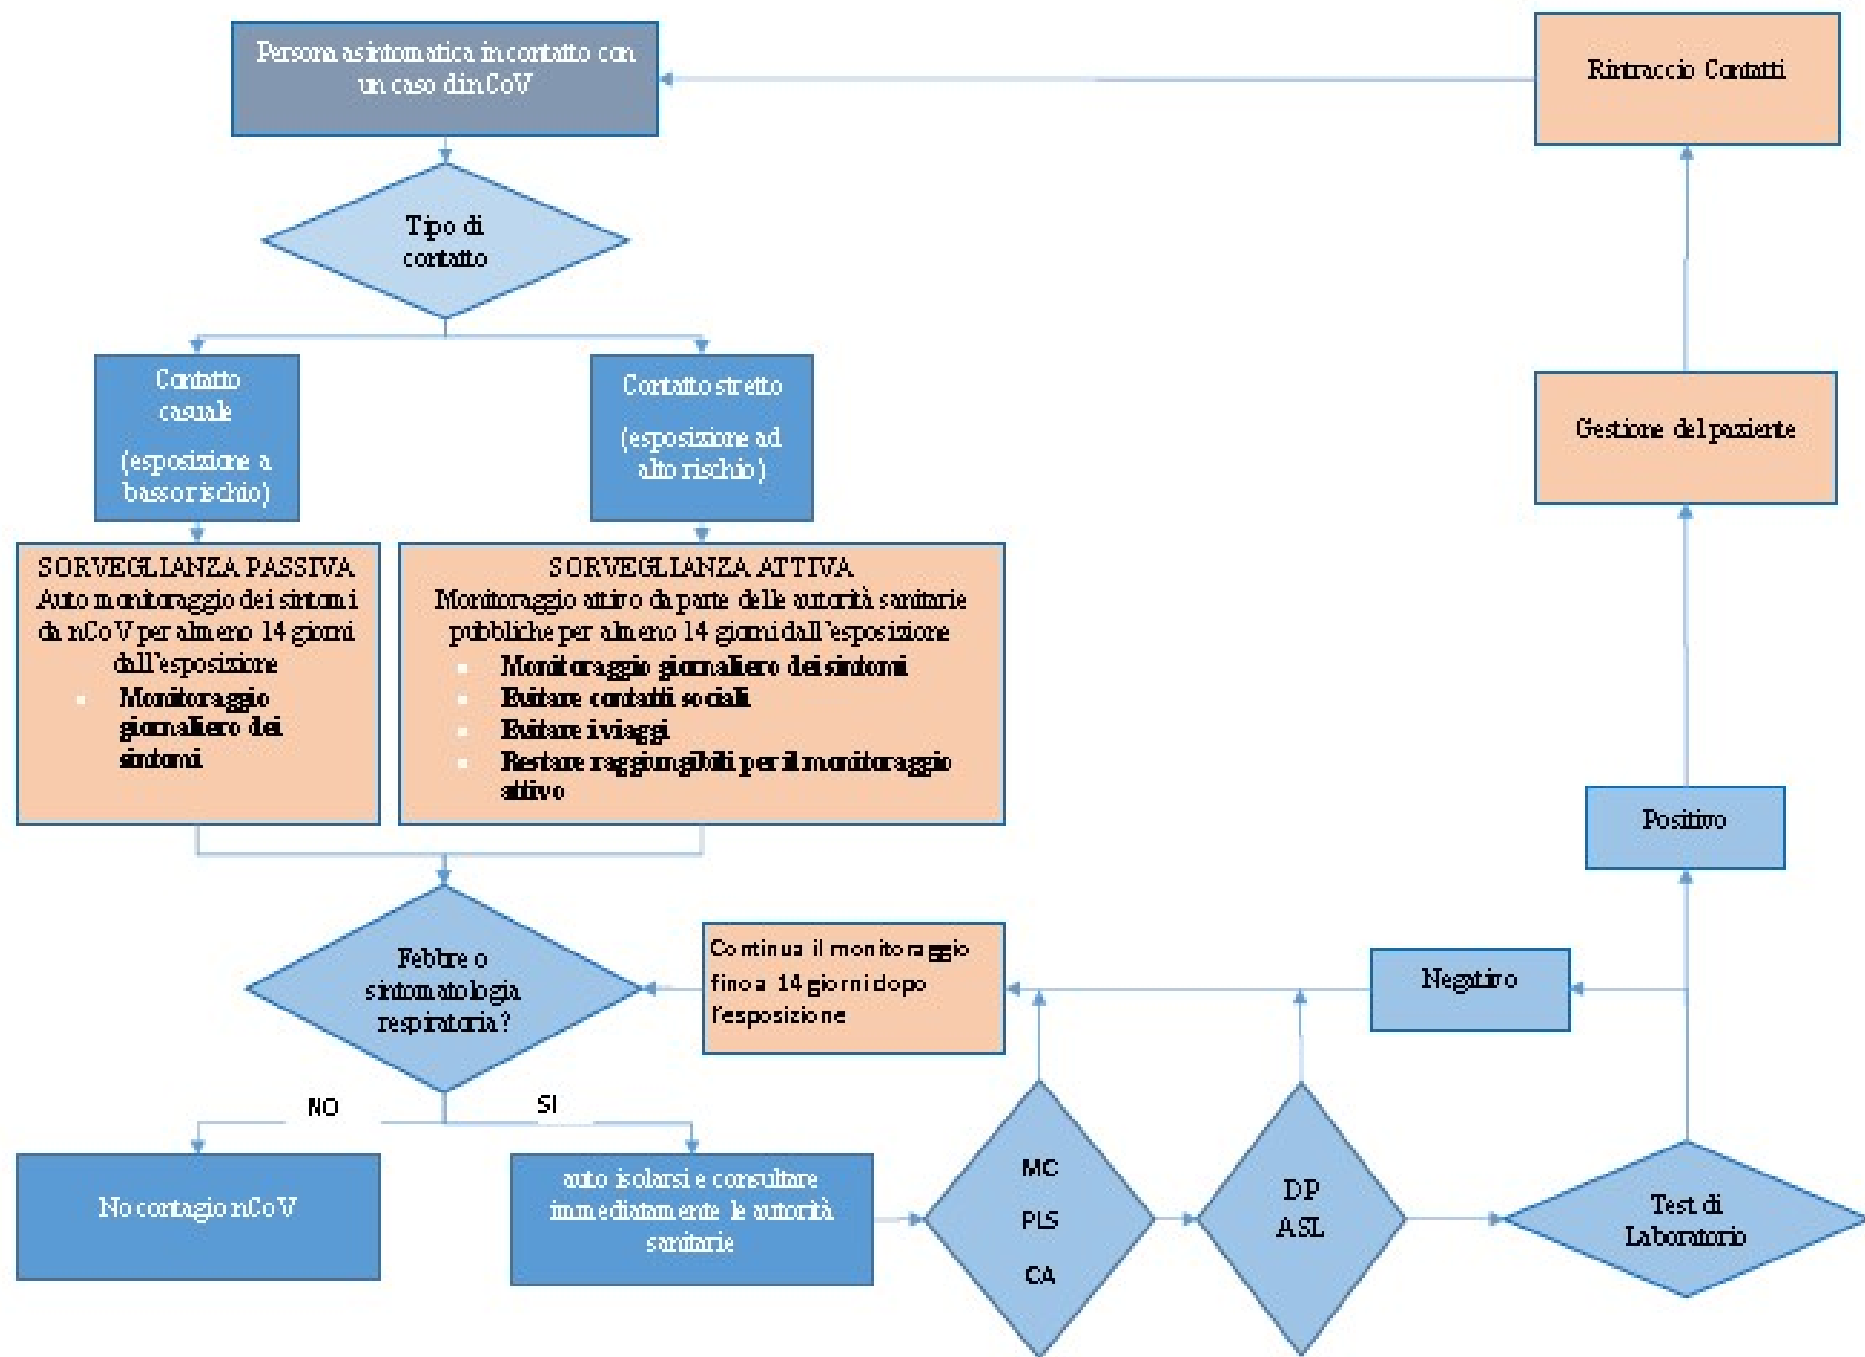 Persona asintomatica in contatto con
un caso di nCoV
Rintraccio Contatti
Tipo di
contatto
Contatto
casuale
(esposizione a
basso rischio)
Contatto stretto
(esposizione ad
alto rischio)
Gestione del paziente
SORVEGLIANZA PASSIVA
Auto monitoraggio dei sintomi
da nCoV per almeno 14 giorni
dall'esposizione
Monitoraggio
giornaliero dei
sintomi
SORVEGLIANZA ATTIVA
Monitoraggio attivo da parte delle autorità sanitarie
pubbliche per almeno 14 giorni dall'esposizione
Monitoraggio giornaliero dei sintomi
Evitare contatti sociali
Evitare i viaggi
Restare raggiungibili per il monitoraggio
attivo
Positivo
Febbre o
sintomatologia
respiratoria?
Continua il monitoraggio
fino a 14 giorni dopo
l'esposizione
Negativo
NO
SI
No contagio nCoV
auto isolarsi e consultare
immediatamente le autorità
sanitarie
MC
PLS
CA
DP
ASL
Test di
Laboratorio